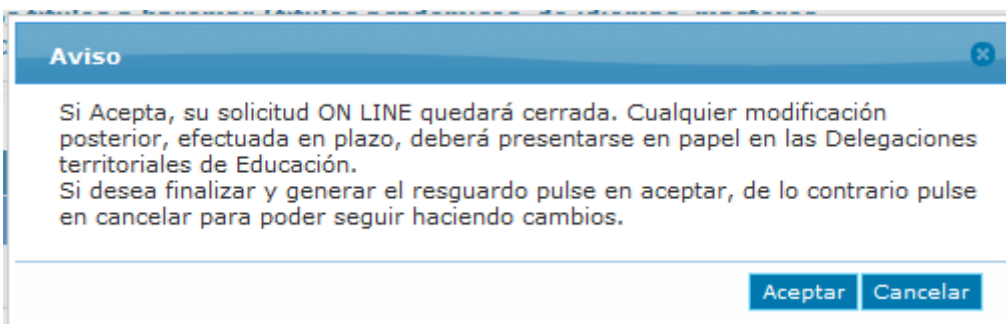 Aviso
Si Acepta, su solicitud ON LINE quedará cerrada. Cualquier modificación
posterior, efectuada en plazo, deberá presentarse en papel en las Delegaciones
territoriales de Educación.
Si desea finalizar y generar el resguardo pulse en aceptar, de lo contrario pulse
en cancelar para poder seguir haciendo cambios.
Aceptar Cancelar